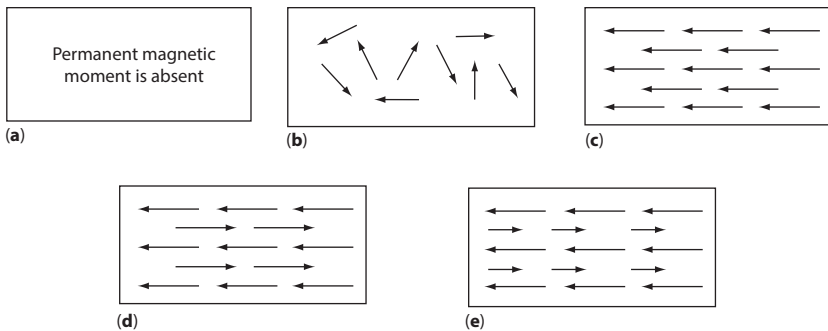 Permanent magnetic
moment is absent
(a)
(b)
(c)
(d)
(e)